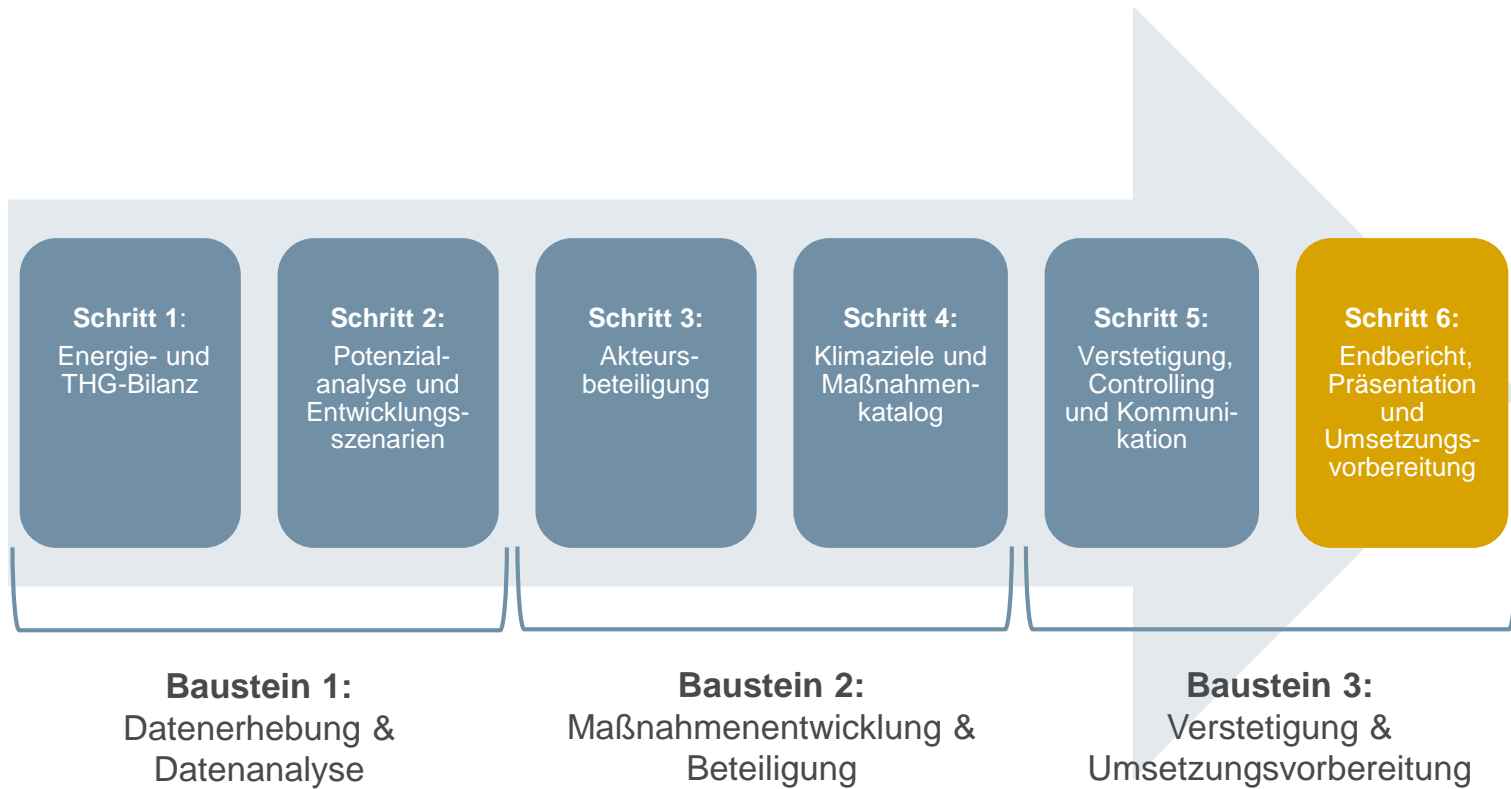 Schritt 1:
Energie- und
THG-Bilanz
Schritt 2:
Potenzial-
analyse und
Entwicklungs-
szenarien
Schritt 3:
Akteurs-
beteiligung
Schritt 4:
Klimaziele und
Maßnahmen-
katalog
Schritt 5:
Verstetigung,
Controlling
und Kommuni-
kation
Schritt 6:
Endbericht,
Präsentation
und
Umsetzungs-
vorbereitung
Baustein 1:
Datenerhebung &
Datenanalyse
Baustein 2:
Maßnahmenentwicklung &
Beteiligung
Baustein 3:
Verstetigung &
Umsetzungsvorbereitung